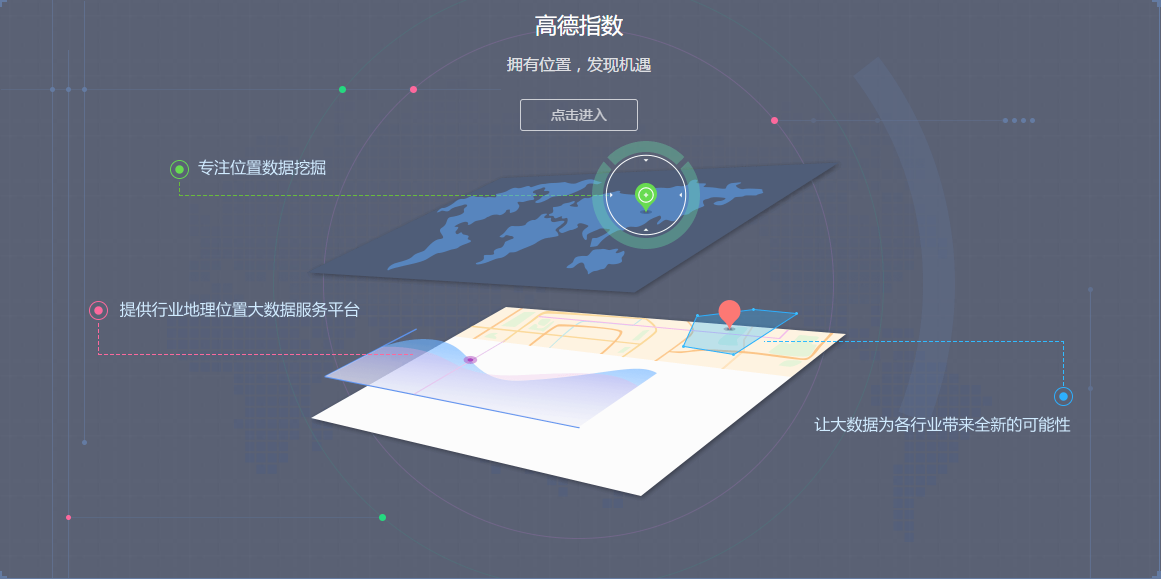 高德指数
拥有位置，发现机遇
点击进入
专注位置数据挖掘
提供行业地理位置大数据服务平台
让大数据为各行业带来全新的可能性